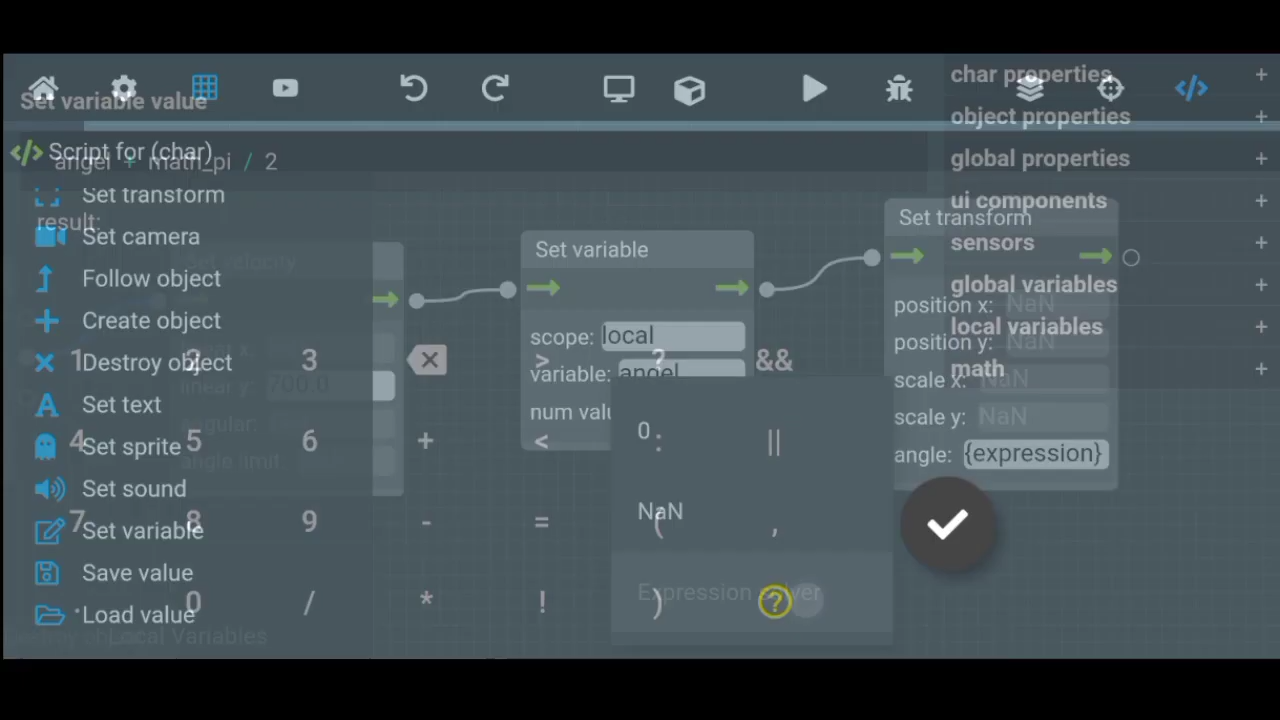 Set variable value
</> Script for (char)
angel + math_pi / 2
result:
Set transform
Set camera
Follow object
Create object
Destroy object
Set text
Set sprite
Set sound
Set variable
Save value
Load value
Local Variables
Set velocity
linear y: 700.0
angular:
angle limit:
1 2 3 > ? &&
4 5 6 + < : ||
7 8 9 - = ( ,
. 0 / * ! ) ?
Set variable
scope: local
variable: angel
num valu
0
NaN
Expression solver
Set transform
position x: NaN
position y: NaN
scale x: NaN
scale y: NaN
angle: {expression}
char properties +
object properties +
global properties +
ui components +
sensors +
global variables +
local variables +
math +